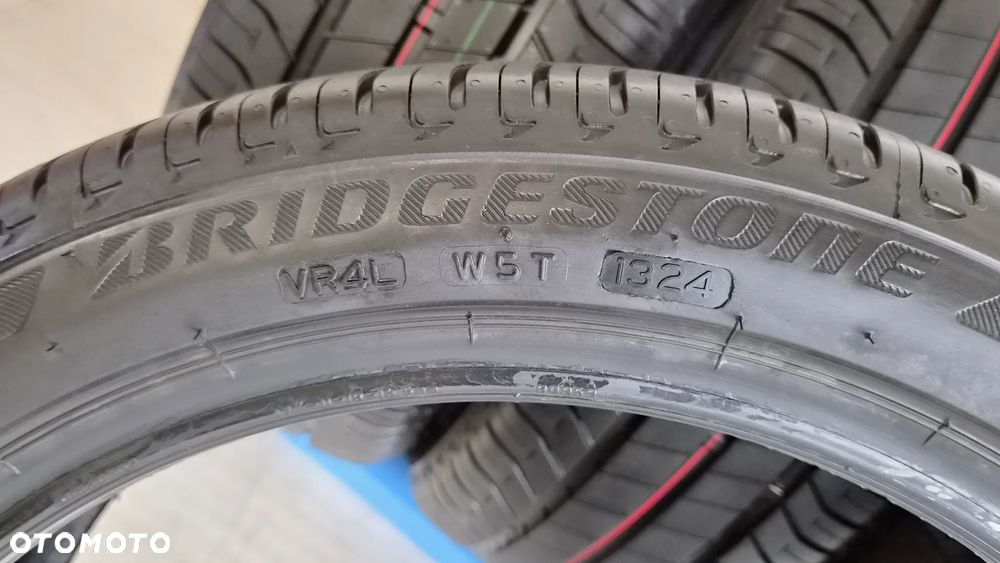 BRIDGESTONE
VR4L W5T 1324
OTOMOTO